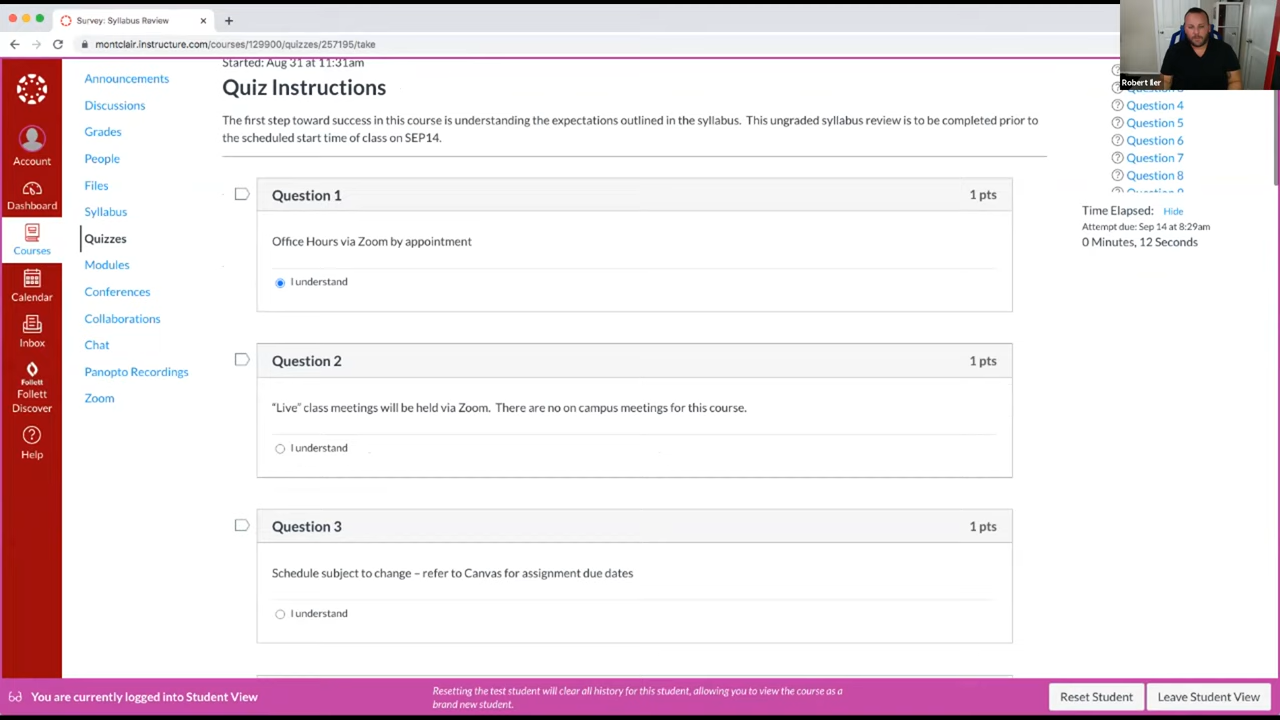 Survey: Syllabus Review
montclair.instructure.com/courses/129900/quizzes/257195/take
Robert Iler
Account
Dashboard
Courses
Calendar
Inbox
Follett
Follett
Discover
Help
Announcements
Discussions
Grades
People
Files
Syllabus
Quizzes
Modules
Conferences
Collaborations
Chat
Panopto Recordings
Zoom
Started: Aug 31 at 11:31am
Quiz Instructions
The first step toward success in this course is understanding the expectations outlined in the syllabus. This ungraded syllabus review is to be completed prior to
the scheduled start time of class on SEP14.
Question 1 1 pts
Office Hours via Zoom by appointment
I understand
Question 2 1 pts
“Live” class meetings will be held via Zoom. There are no on campus meetings for this course.
I understand
Question 3 1 pts
Schedule subject to change – refer to Canvas for assignment due dates
I understand
Question 4
Question 5
Question 6
Question 7
Question 8
Time Elapsed: Hide
Attempt due: Sep 14 at 8:29am
0 Minutes, 12 Seconds
You are currently logged into Student View
Resetting the test student will clear all history for this student, allowing you to view the course as a
brand new student.
Reset Student
Leave Student View